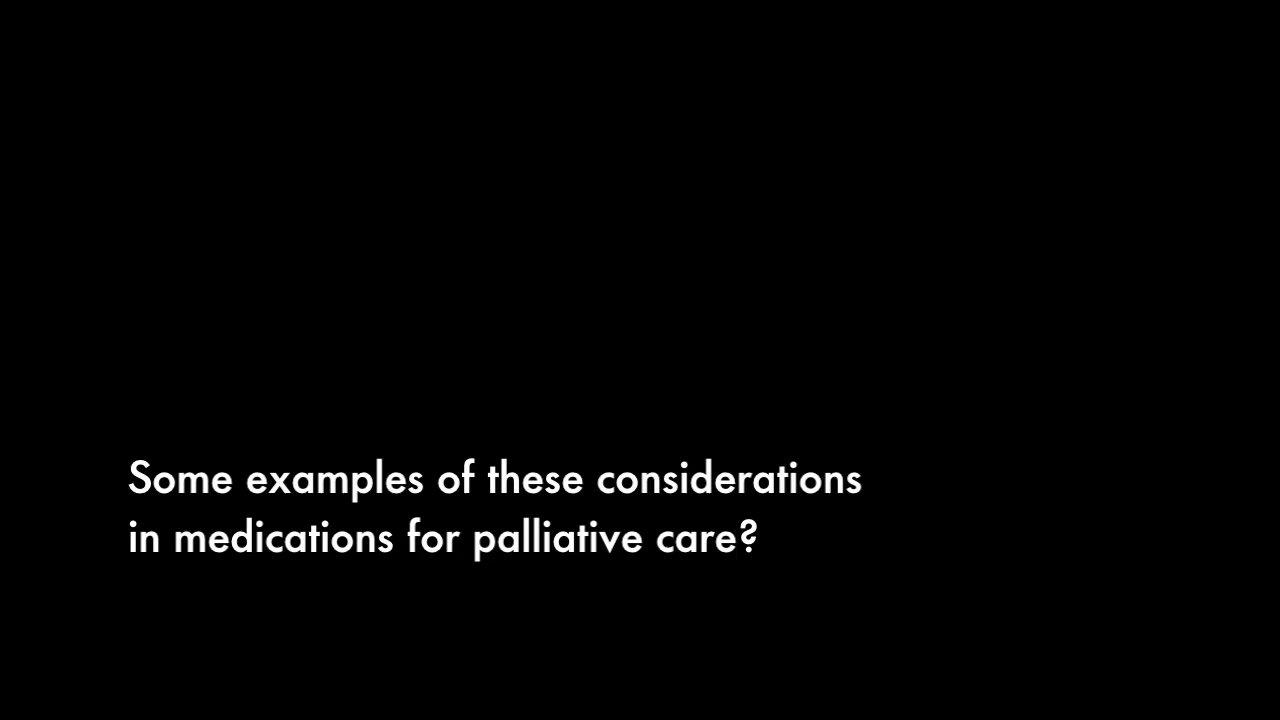 Some examples of these considerations
in medications for palliative care?